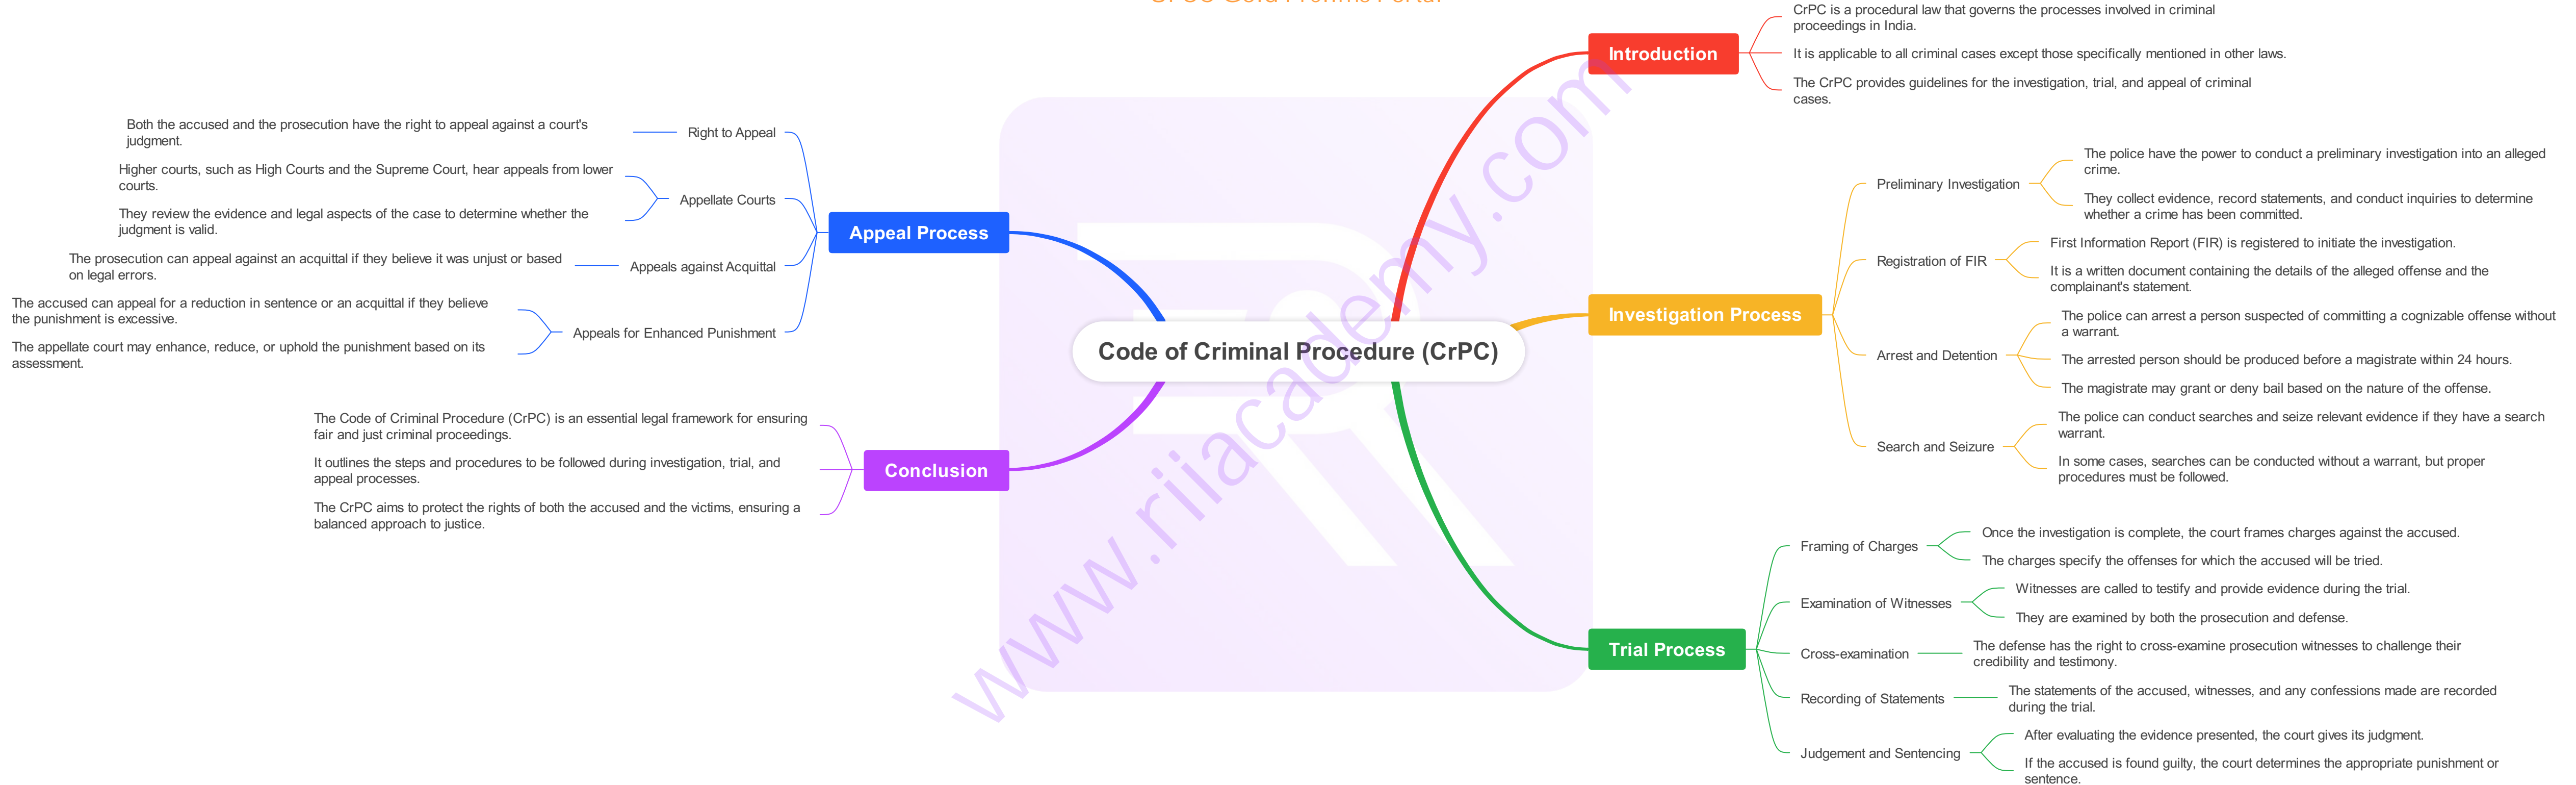 Code of Criminal Procedure (CrPC)
Introduction
CrPC is a procedural law that governs the processes involved in criminal
proceedings in India.
It is applicable to all criminal cases except those specifically mentioned in other laws.
The CrPC provides guidelines for the investigation, trial, and appeal of criminal
cases.
Investigation Process
Preliminary Investigation
The police have the power to conduct a preliminary investigation into an alleged
crime.
They collect evidence, record statements, and conduct inquiries to determine
whether a crime has been committed.
Registration of FIR
First Information Report (FIR) is registered to initiate the investigation.
It is a written document containing the details of the alleged offense and the
complainant's statement.
Arrest and Detention
The police can arrest a person suspected of committing a cognizable offense without
a warrant.
The arrested person should be produced before a magistrate within 24 hours.
The magistrate may grant or deny bail based on the nature of the offense.
Search and Seizure
The police can conduct searches and seize relevant evidence if they have a search
warrant.
In some cases, searches can be conducted without a warrant, but proper
procedures must be followed.
Trial Process
Framing of Charges
Once the investigation is complete, the court frames charges against the accused.
The charges specify the offenses for which the accused will be tried.
Examination of Witnesses
Witnesses are called to testify and provide evidence during the trial.
They are examined by both the prosecution and defense.
Cross-examination
The defense has the right to cross-examine prosecution witnesses to challenge their
credibility and testimony.
Recording of Statements
The statements of the accused, witnesses, and any confessions made are recorded
during the trial.
Judgement and Sentencing
After evaluating the evidence presented, the court gives its judgment.
If the accused is found guilty, the court determines the appropriate punishment or
sentence.
Appeal Process
Right to Appeal
Both the accused and the prosecution have the right to appeal against a court's
judgment.
Appellate Courts
Higher courts, such as High Courts and the Supreme Court, hear appeals from lower
courts.
They review the evidence and legal aspects of the case to determine whether the
judgment is valid.
Appeals against Acquittal
The prosecution can appeal against an acquittal if they believe it was unjust or based
on legal errors.
Appeals for Enhanced Punishment
The accused can appeal for a reduction in sentence or an acquittal if they believe
the punishment is excessive.
The appellate court may enhance, reduce, or uphold the punishment based on its
assessment.
Conclusion
The Code of Criminal Procedure (CrPC) is an essential legal framework for ensuring
fair and just criminal proceedings.
It outlines the steps and procedures to be followed during investigation, trial, and
appeal processes.
The CrPC aims to protect the rights of both the accused and the victims, ensuring a
balanced approach to justice.